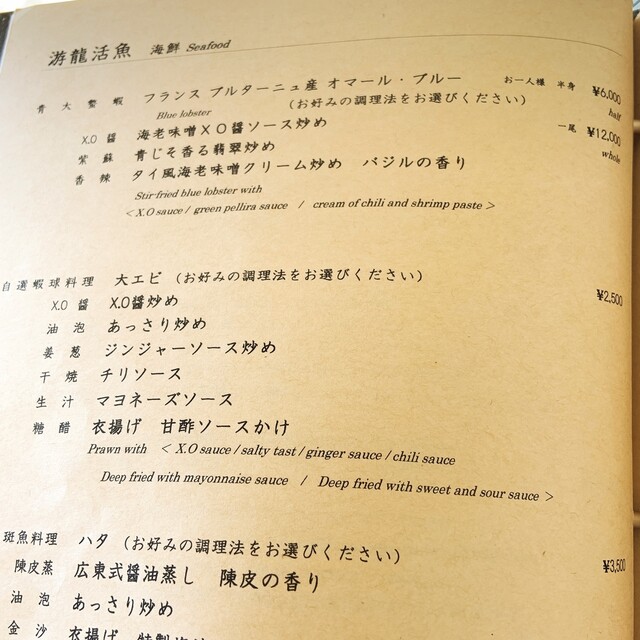 游龍活魚 海鮮 Seafood
青大蟹蝦 フランス ブルターニュ産 オマール・ブルー お一人様 半身 ¥6,000
Blue lobster (お好みの調理法をお選びください) half
X.O 醤 海老味噌XO醤ソース炒め 一尾 ¥12,000
紫蘇 青じそ香る翡翠炒め whole
香辣 タイ風海老味噌クリーム炒め バジルの香り
Stir-fried blue lobster with
< X.O sauce / green pellira sauce / cream of chili and shrimp paste >
自選蝦球料理 大エビ (お好みの調理法をお選びください) ¥2,500
X.O 醤 X.O醤炒め
油泡 あっさり炒め
姜葱 ジンジャーソース炒め
干焼 チリソース
生汁 マヨネーズソース
糖醋 衣揚げ 甘酢ソースかけ
Prawn with < X.O sauce / salty tast / ginger sauce / chili sauce
Deep fried with mayonnaise sauce / Deep fried with sweet and sour sauce >
斑魚料理 ハタ (お好みの調理法をお選びください) ¥3,500
陳皮蒸 広東式醤油蒸し 陳皮の香り
油泡 あっさり炒め
金沙 衣揚げ